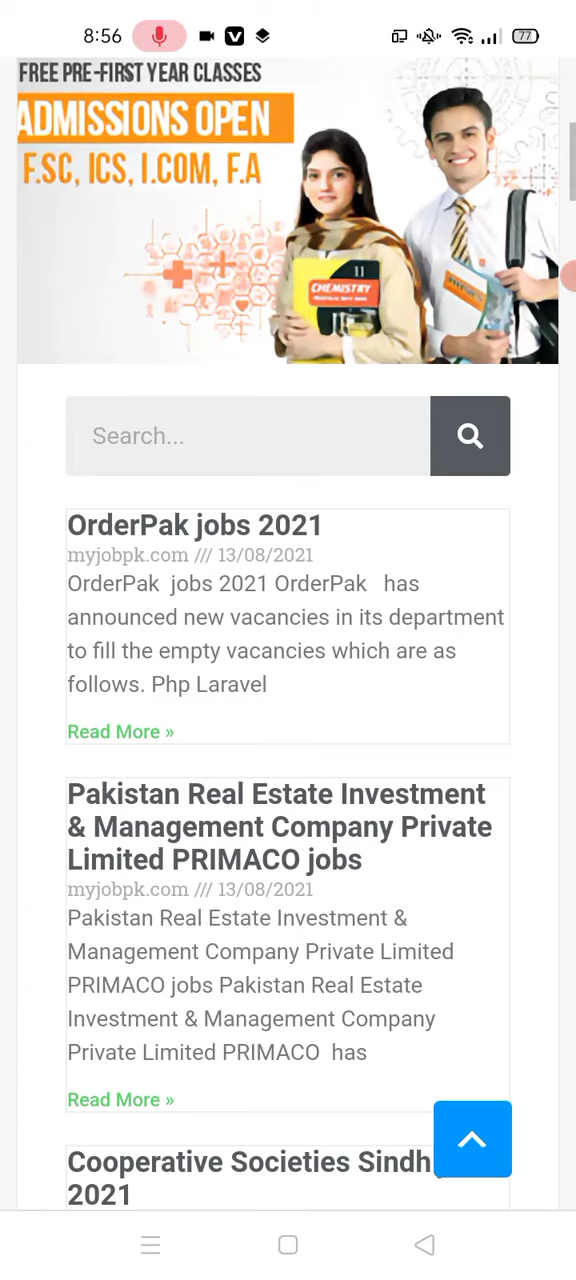 8:56
77
FREE PRE-FIRST YEAR CLASSES
ADMISSIONS OPEN
F.SC, ICS, I.COM, F.A
11
CHEMISTRY
Search...
OrderPak jobs 2021
myjobpk.com /// 13/08/2021
OrderPak jobs 2021 OrderPak has
announced new vacancies in its department
to fill the empty vacancies which are as
follows. Php Laravel
Read More »
Pakistan Real Estate Investment
& Management Company Private
Limited PRIMACO jobs
myjobpk.com /// 13/08/2021
Pakistan Real Estate Investment &
Management Company Private Limited
PRIMACO jobs Pakistan Real Estate
Investment & Management Company
Private Limited PRIMACO has
Read More »
Cooperative Societies Sindh
2021